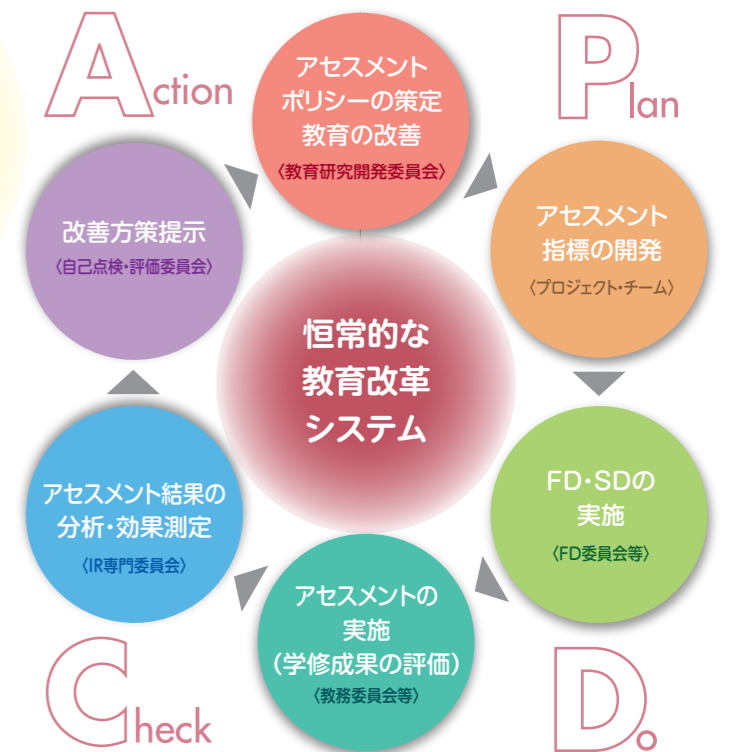 Action
Plan
アセスメント
ポリシーの策定
教育の改善
〈教育研究開発委員会〉
アセスメント
指標の開発
〈プロジェクト・チーム〉
FD・SDの
実施
〈FD委員会等〉
Do
アセスメントの
実施
（学修成果の評価）
〈教務委員会等〉
Check
アセスメント結果の
分析・効果測定
〈IR専門委員会〉
改善方策提示
〈自己点検・評価委員会〉
恒常的な
教育改革
システム